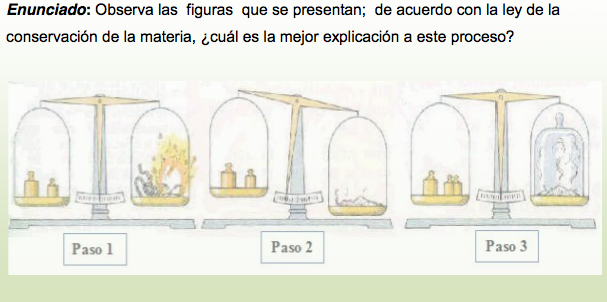 Enunciado: Observa las figuras que se presentan; de acuerdo con la ley de la
conservación de la materia, ¿cuál es la mejor explicación a este proceso?
Paso 1
Paso 2
Paso 3